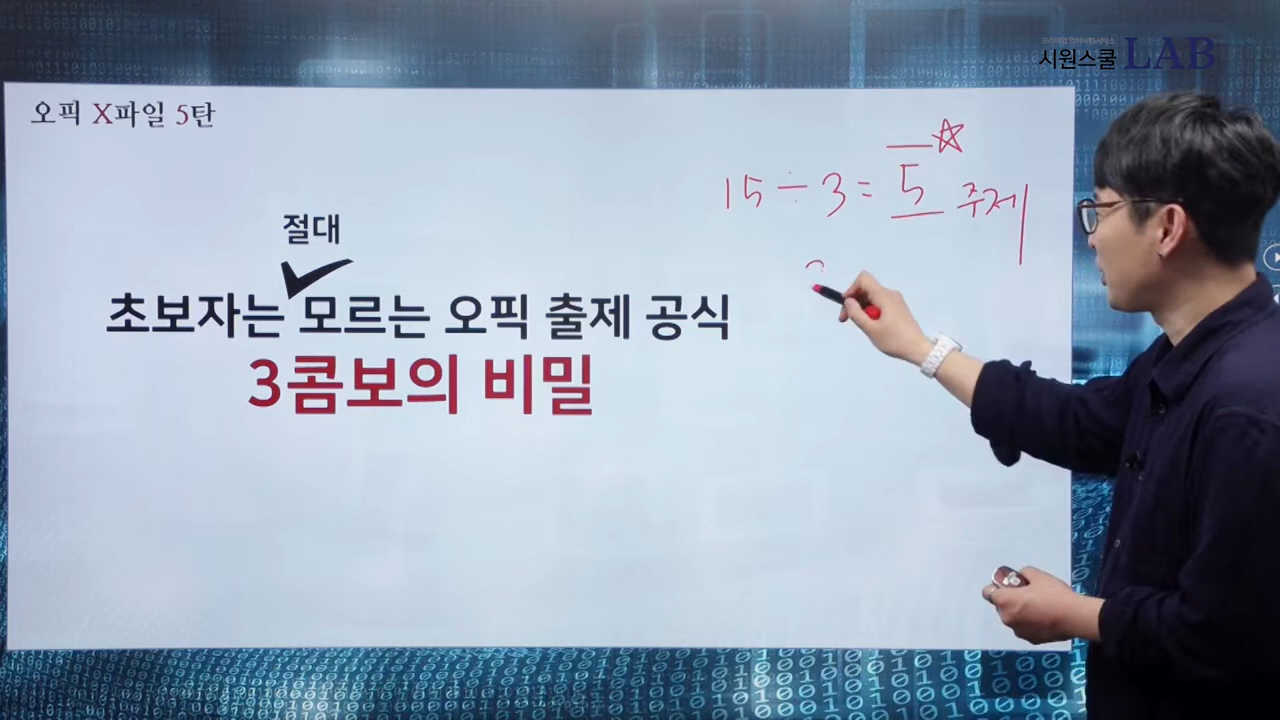 오픽 X파일 5탄
시원스쿨 LAB
15 ÷ 3 = 5 주제
절대
초보자는 모르는 오픽 출제 공식
3콤보의 비밀